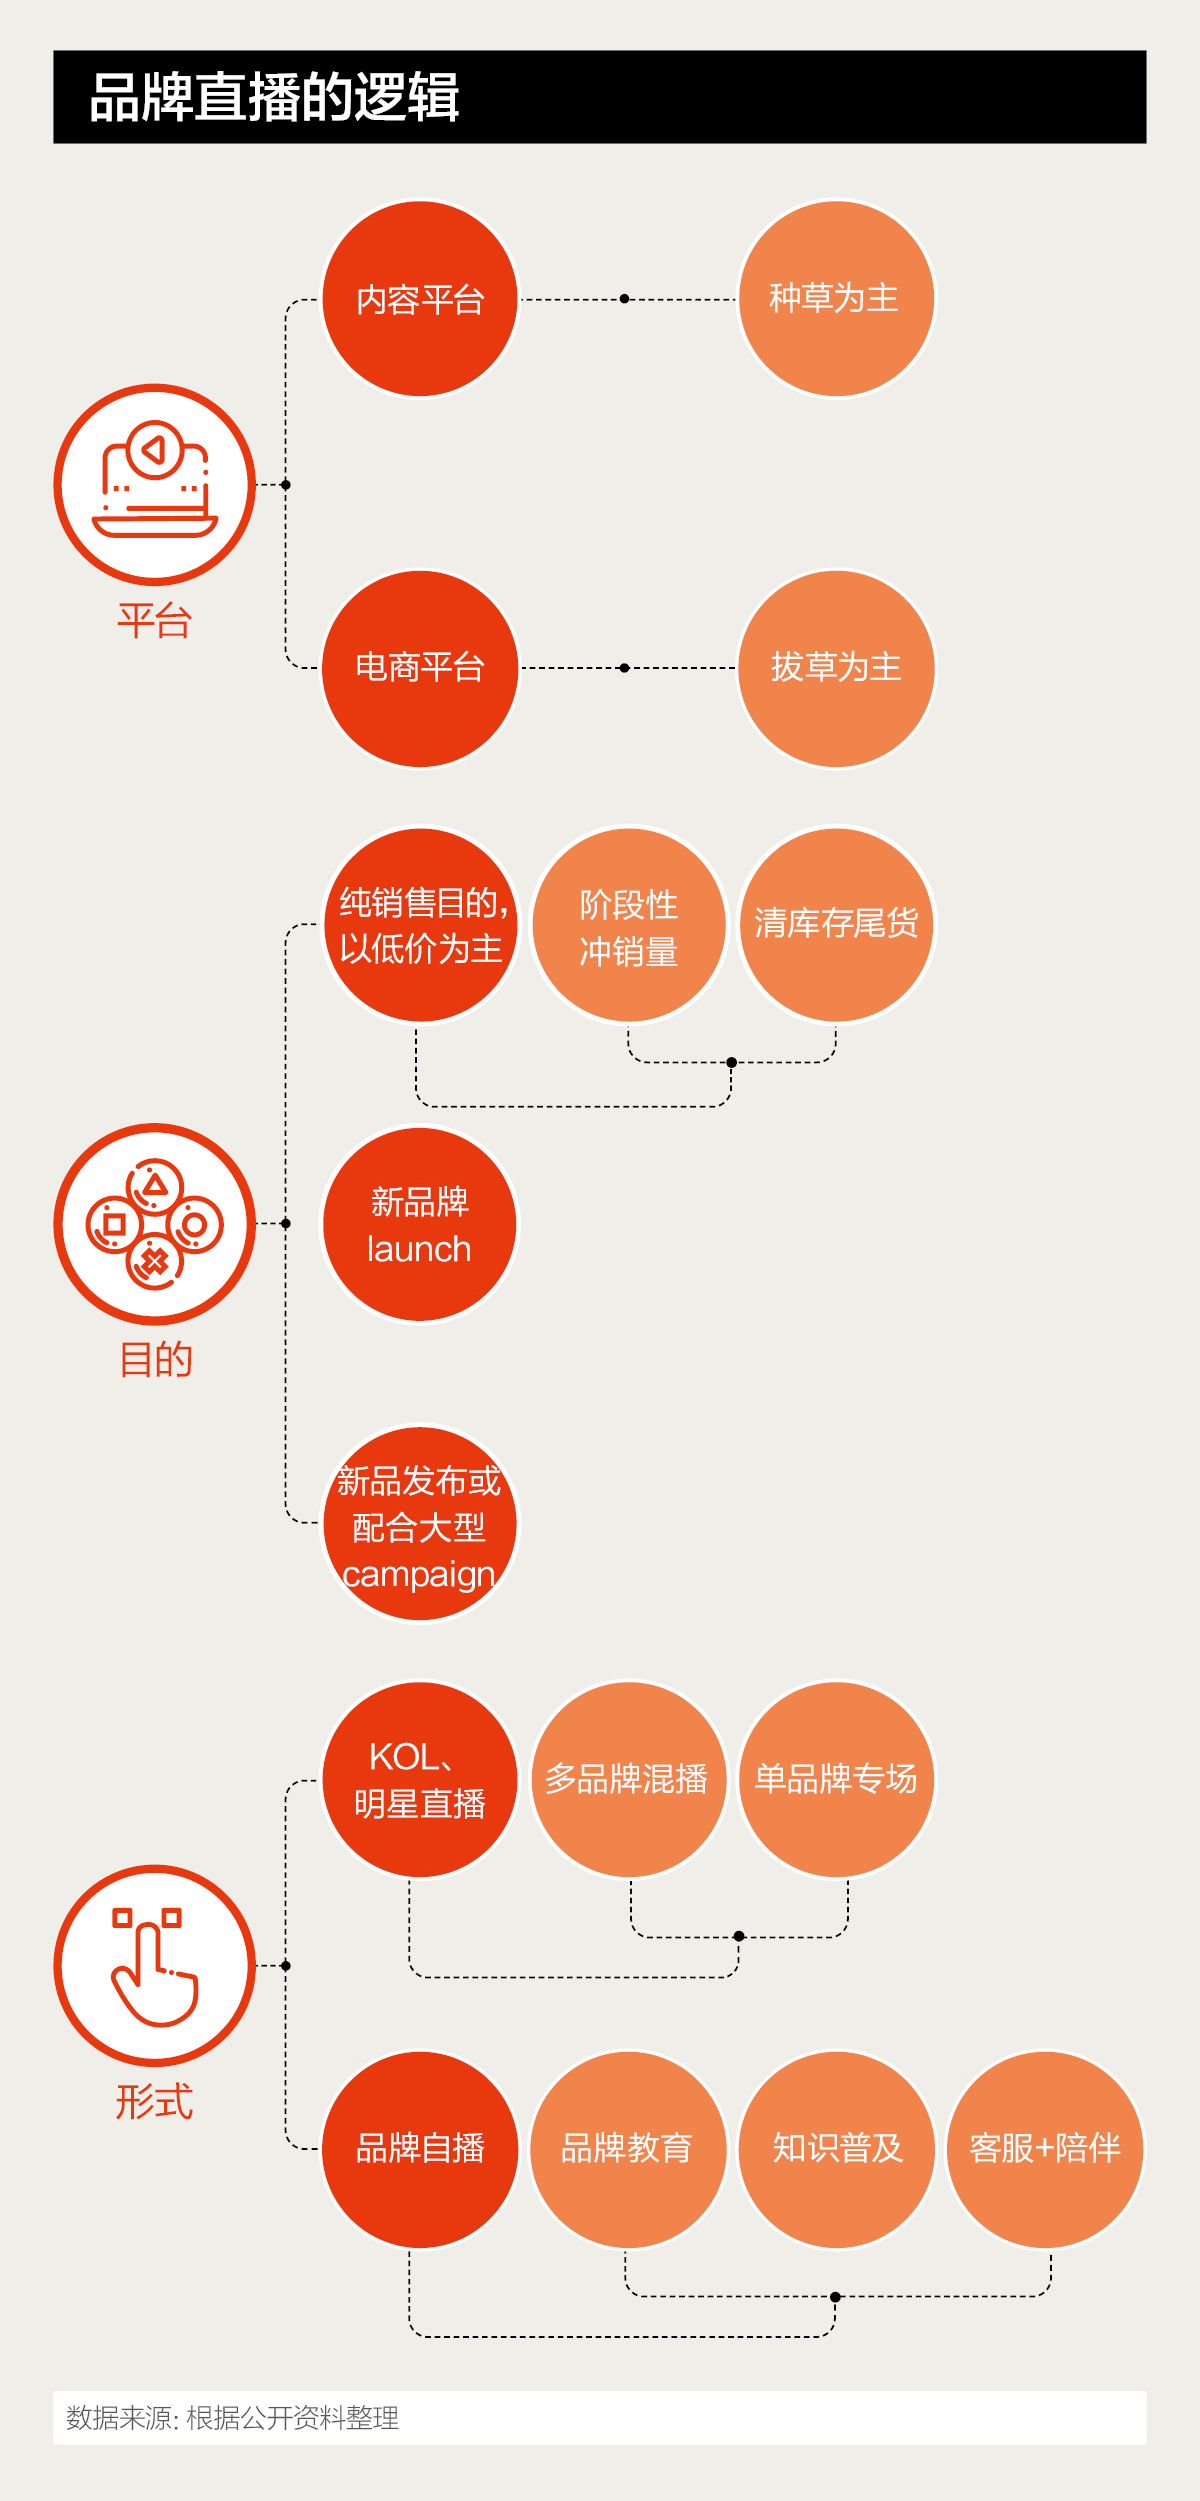 品牌直播的逻辑
内容平台
种草为主
平台
电商平台
拔草为主
纯销售目的,
以低价为主
阶段性
冲销量
清库存尾货
新品牌
launch
目的
新品发布或
配合大型
campaign
KOL、
明星直播
多品牌混播
单品牌专场
形式
品牌自播
品牌教育
知识普及
客服+陪伴
数据来源: 根据公开资料整理